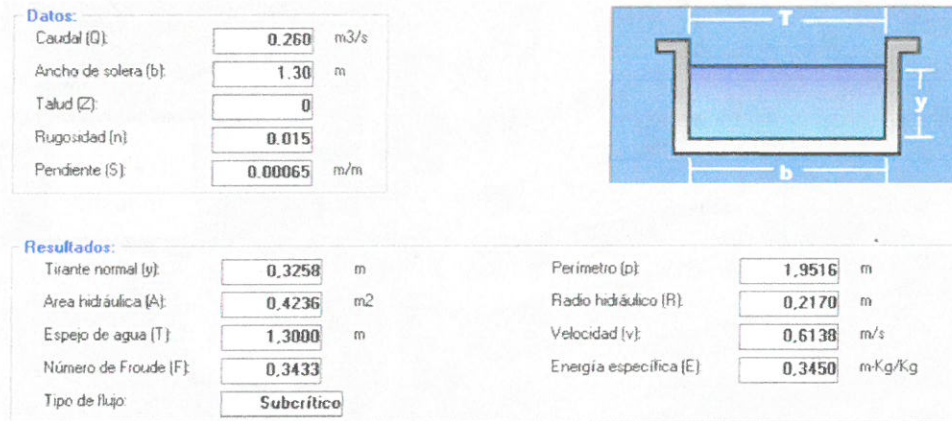 Datos:
Caudal (Q): 0.260 m3/s
Ancho de solera (b): 1.30 m
Talud (Z): 0
Rugosidad (n): 0.015
Pendiente (S): 0.00065 m/m
T
y
b
Resultados:
Tirante normal (y): 0,3258 m
Area hidráulica (A): 0,4236 m2
Espejo de agua (T): 1,3000 m
Número de Froude (F): 0,3433
Tipo de flujo: Subcrítico
Perímetro (p): 1,9516 m
Radio hidráulico (R): 0,2170 m
Velocidad (v): 0,6138 m/s
Energía específica (E): 0,3450 m-Kg/Kg